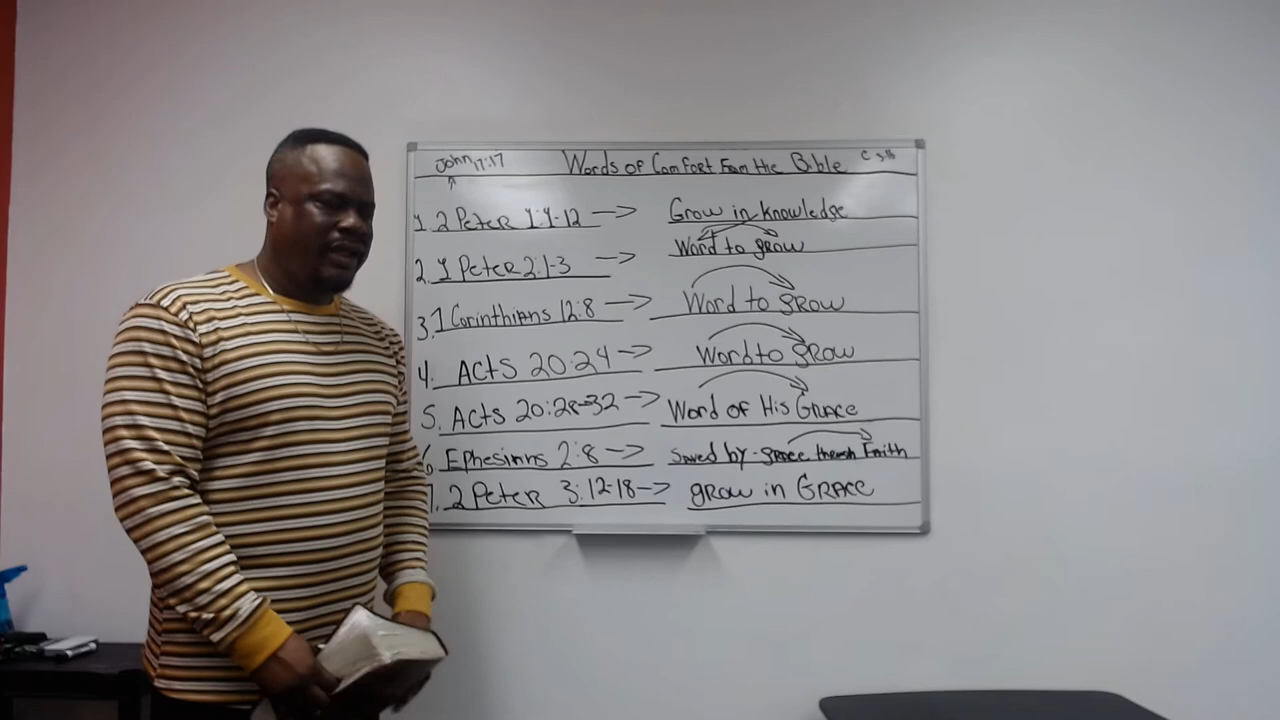 John 17:17 Words of Comfort From the Bible
1. 2 Peter 1:1-12 → Grow in Knowledge
Word to grow
2. 1 Peter 2:1-3 →
3. 1 Corinthians 12:8 → Word to grow
4. Acts 20:24 → Word to grow
5. Acts 20:28-32 → Word of His Grace
6. Ephesians 2:8 → Saved by grace through Faith
7. 2 Peter 3:12-18 → grow in Grace